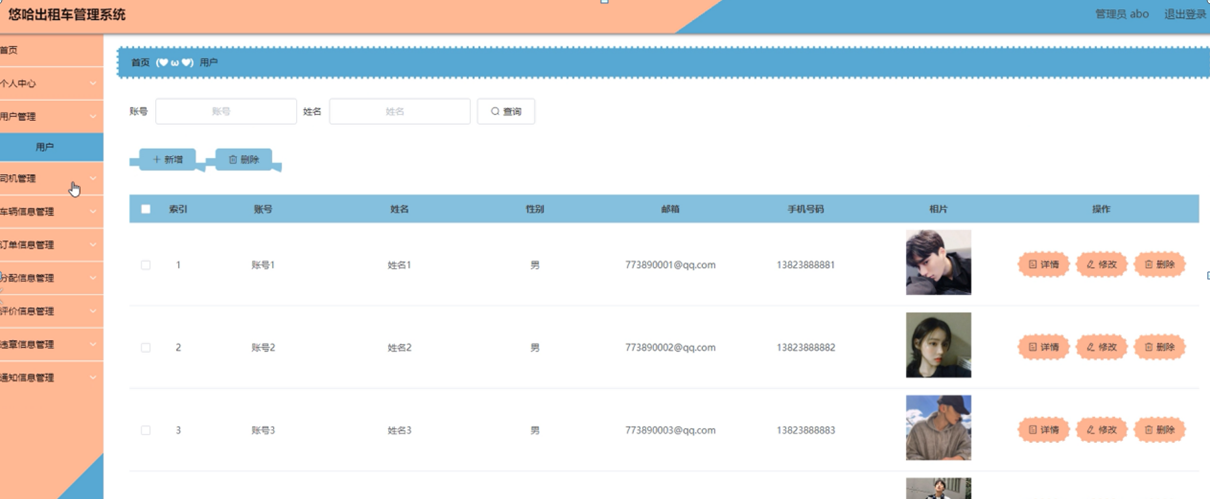 悠哈出租车管理系统
管理员 abo 退出登录
首页
个人中心
用户管理
用户
司机管理
车辆信息管理
订单信息管理
分配信息管理
评价信息管理
违章信息管理
通知信息管理
首页 (♥ ω ♥) 用户
账号 账号 姓名 姓名 查询
+ 新增 删除
索引 账号 姓名 性别 邮箱 手机号码 相片 操作
1 账号1 姓名1 男 773890001@qq.com 13823888881 详情 修改 删除
2 账号2 姓名2 男 773890002@qq.com 13823888882 详情 修改 删除
3 账号3 姓名3 男 773890003@qq.com 13823888883 详情 修改 删除